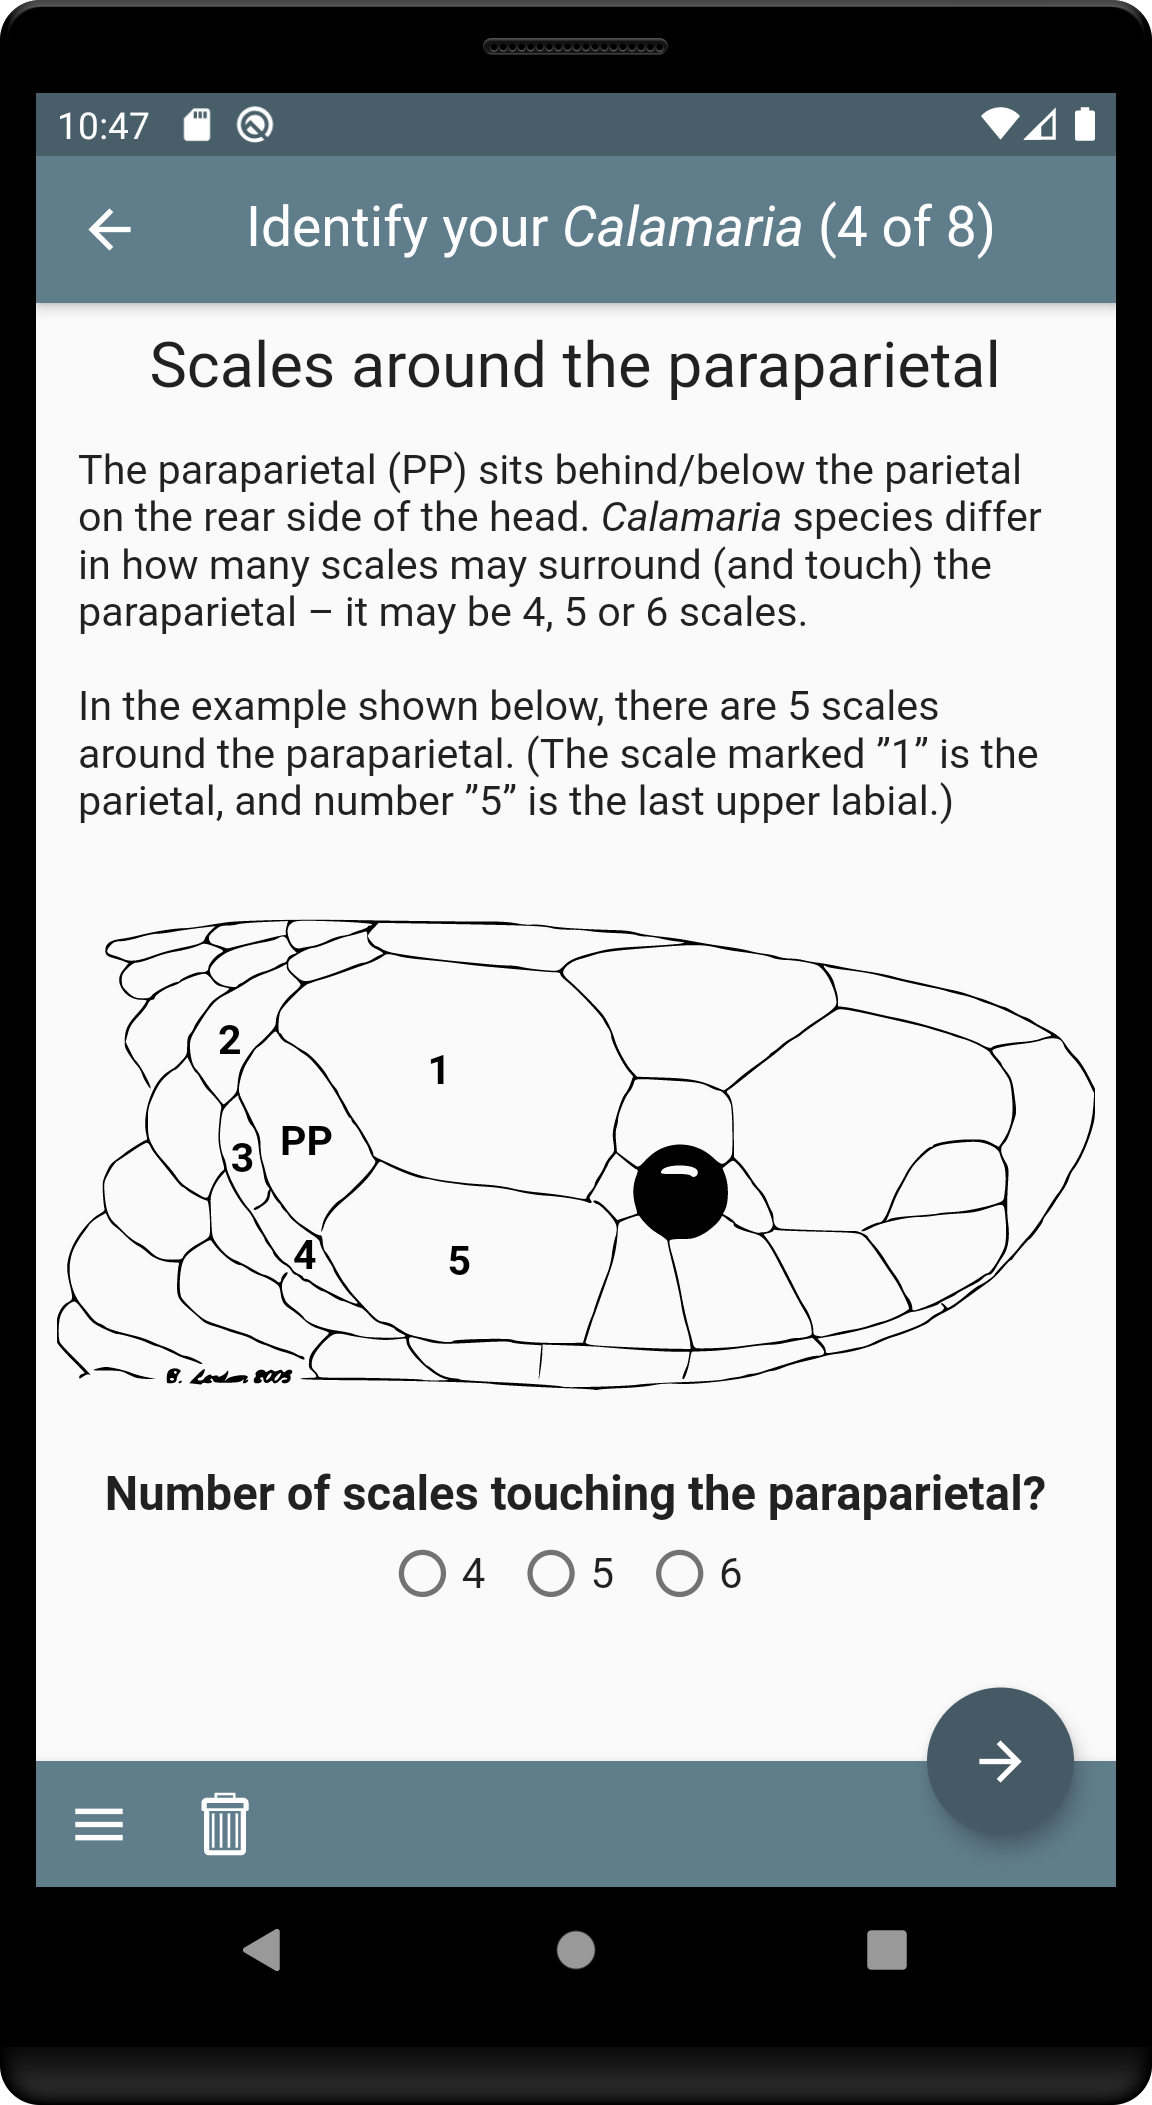 10:47
Identify your Calamaria (4 of 8)
Scales around the paraparietal
The paraparietal (PP) sits behind/below the parietal
on the rear side of the head. Calamaria species differ
in how many scales may surround (and touch) the
paraparietal – it may be 4, 5 or 6 scales.
In the example shown below, there are 5 scales
around the paraparietal. (The scale marked ”1” is the
parietal, and number ”5” is the last upper labial.)
2
1
PP
3
4
5
2003
Number of scales touching the paraparietal?
4 5 6